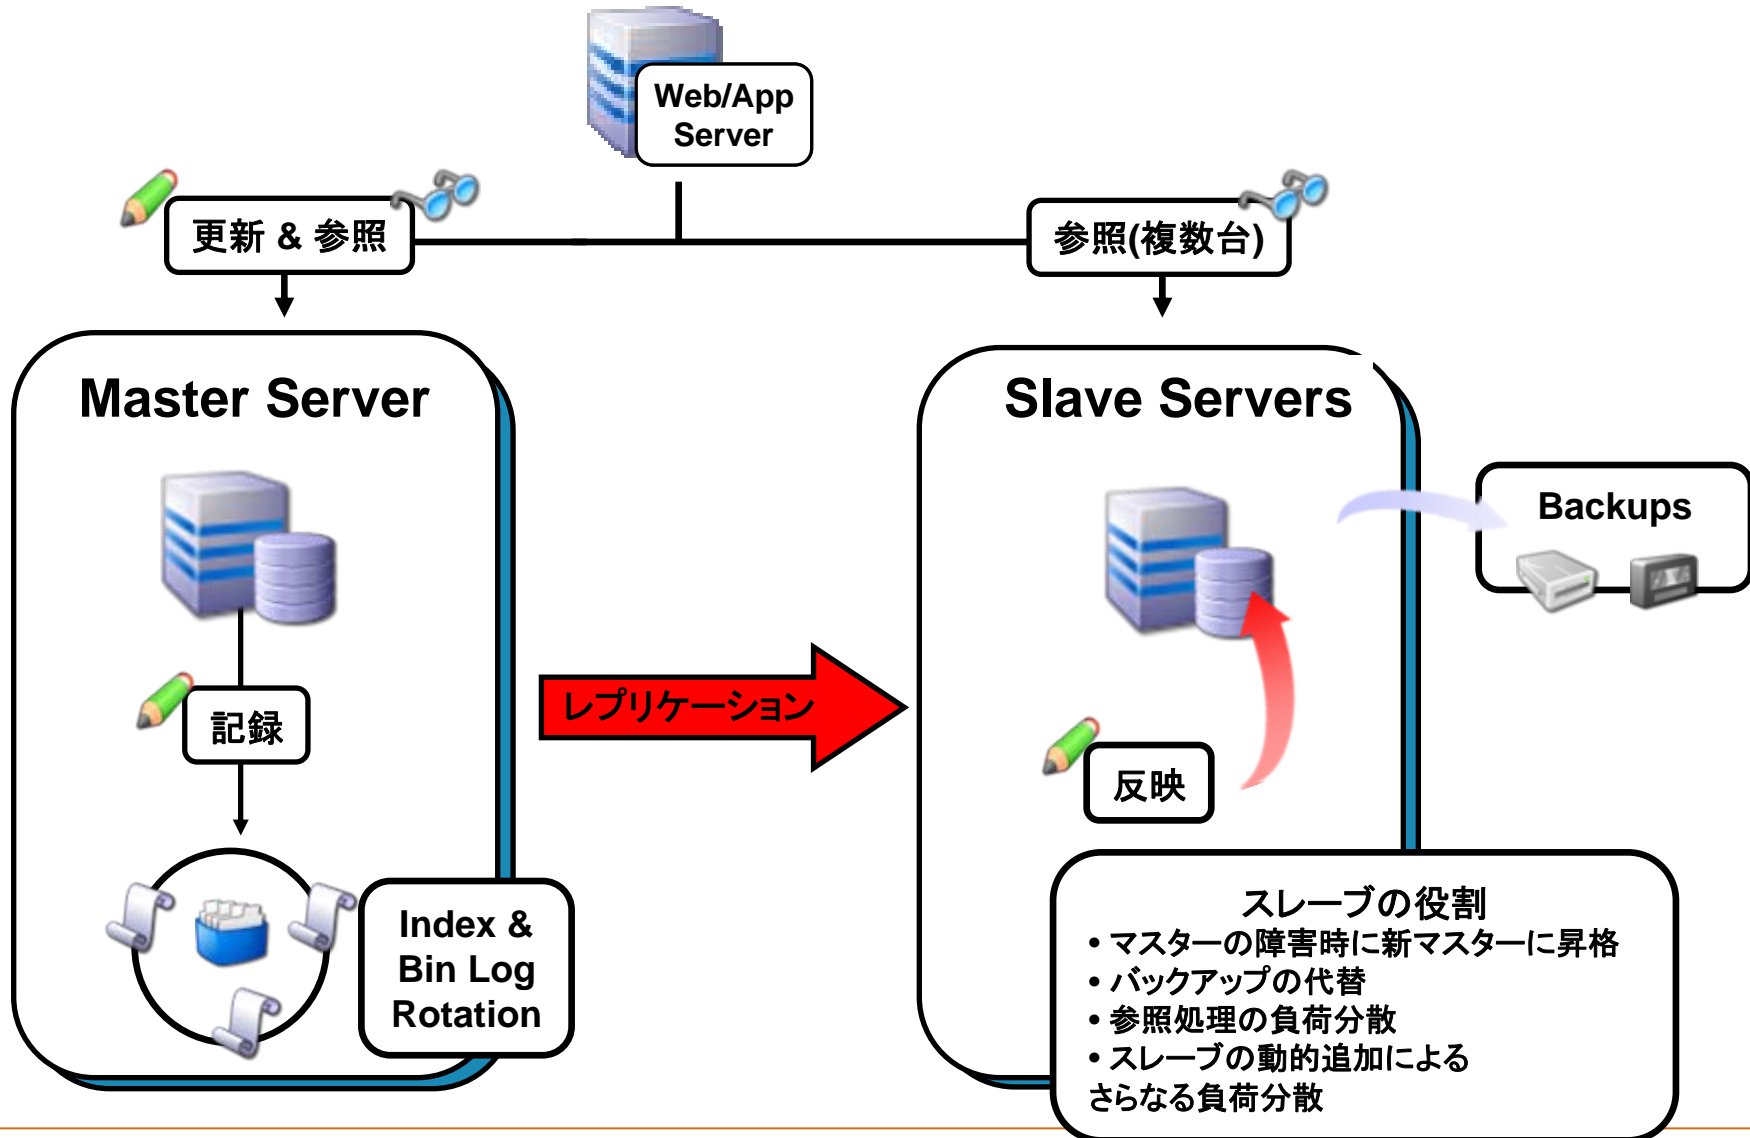 Web/App
Server
更新 & 参照
参照(複数台)
Master Server
Slave Servers
Backups
レプリケーション
記録
反映
Index &
Bin Log
Rotation
スレーブの役割
• マスターの障害時に新マスターに昇格
• バックアップの代替
• 参照処理の負荷分散
• スレーブの動的追加による
さらなる負荷分散